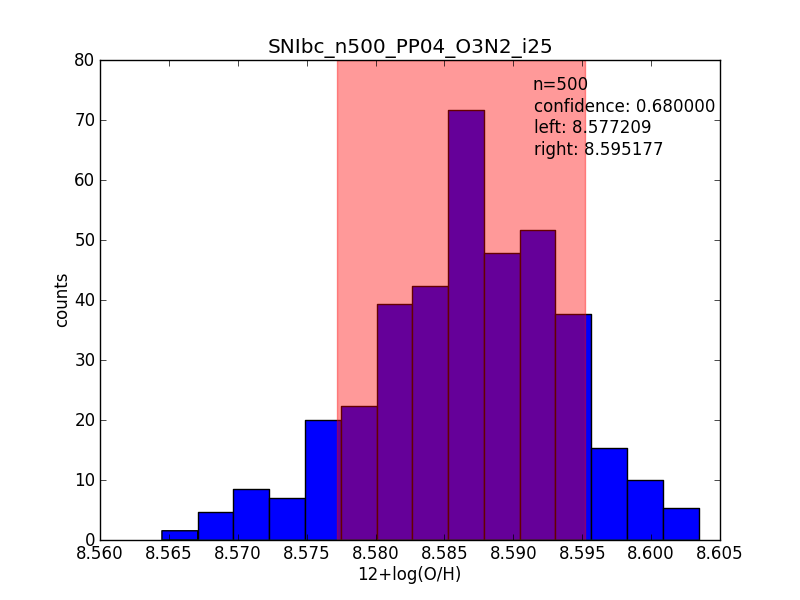 SNIbc_n500_PP04_O3N2_i25
80
70
60
50
40
30
20
10
0
counts
n=500
confidence: 0.680000
left: 8.577209
right: 8.595177
8.560 8.565 8.570 8.575 8.580 8.585 8.590 8.595 8.600 8.605
12+log(O/H)